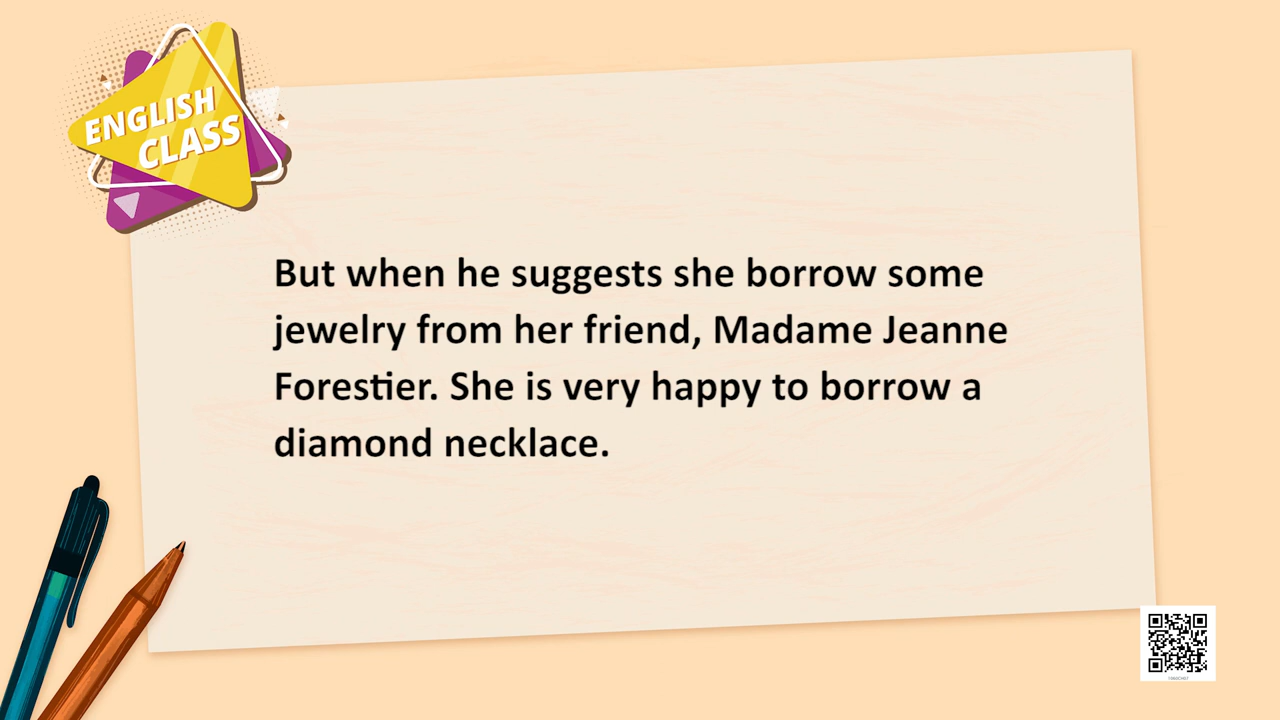 ENGLISH
CLASS
But when he suggests she borrow some
jewelry from her friend, Madame Jeanne
Forestier. She is very happy to borrow a
diamond necklace.